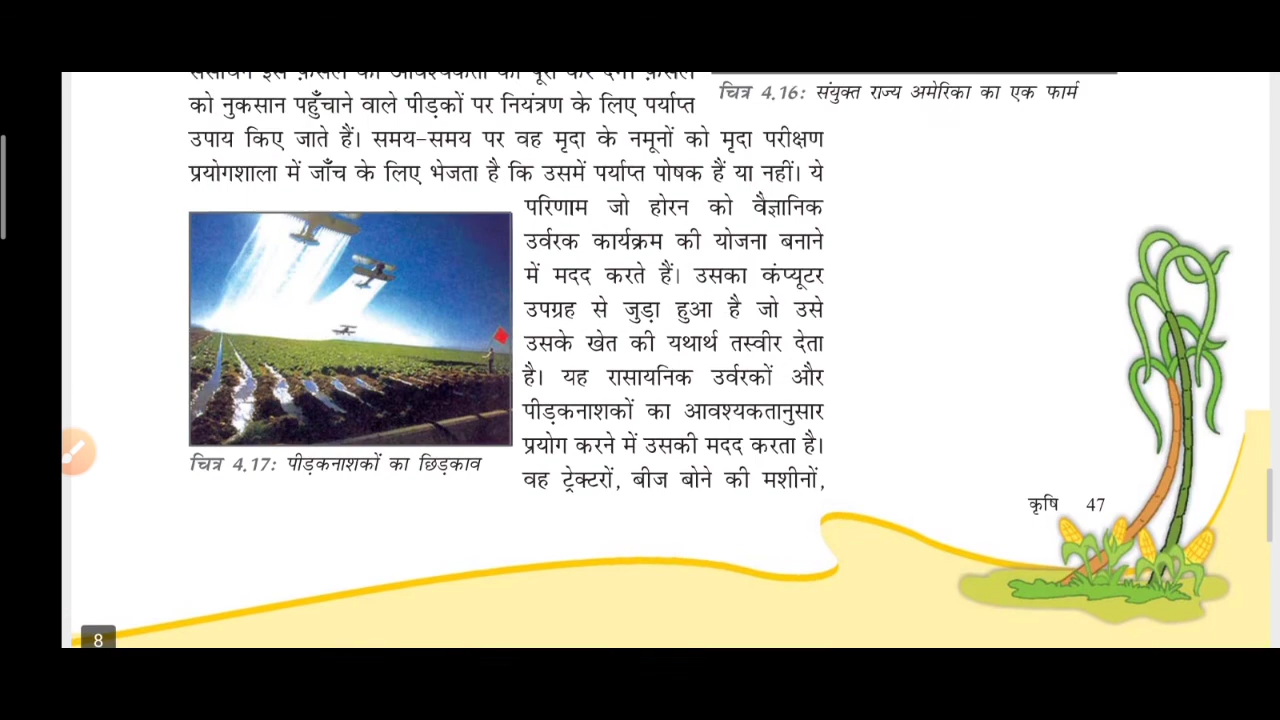 को नुकसान पहुँचाने वाले पीड़कों पर नियंत्रण के लिए पर्याप्त
चित्र 4.16: संयुक्त राज्य अमेरिका का एक फार्म
उपाय किए जाते हैं। समय-समय पर वह मृदा के नमूनों को मृदा परीक्षण
प्रयोगशाला में जाँच के लिए भेजता है कि उसमें पर्याप्त पोषक हैं या नहीं। ये
परिणाम जो होरन को वैज्ञानिक
उर्वरक कार्यक्रम की योजना बनाने
में मदद करते हैं। उसका कंप्यूटर
उपग्रह से जुड़ा हुआ है जो उसे
उसके खेत की यथार्थ तस्वीर देता
है। यह रासायनिक उर्वरकों और
पीड़कनाशकों का आवश्यकतानुसार
प्रयोग करने में उसकी मदद करता है।
वह ट्रेक्टरों, बीज बोने की मशीनों,
चित्र 4.17: पीड़कनाशकों का छिड़काव
कृषि 47
8